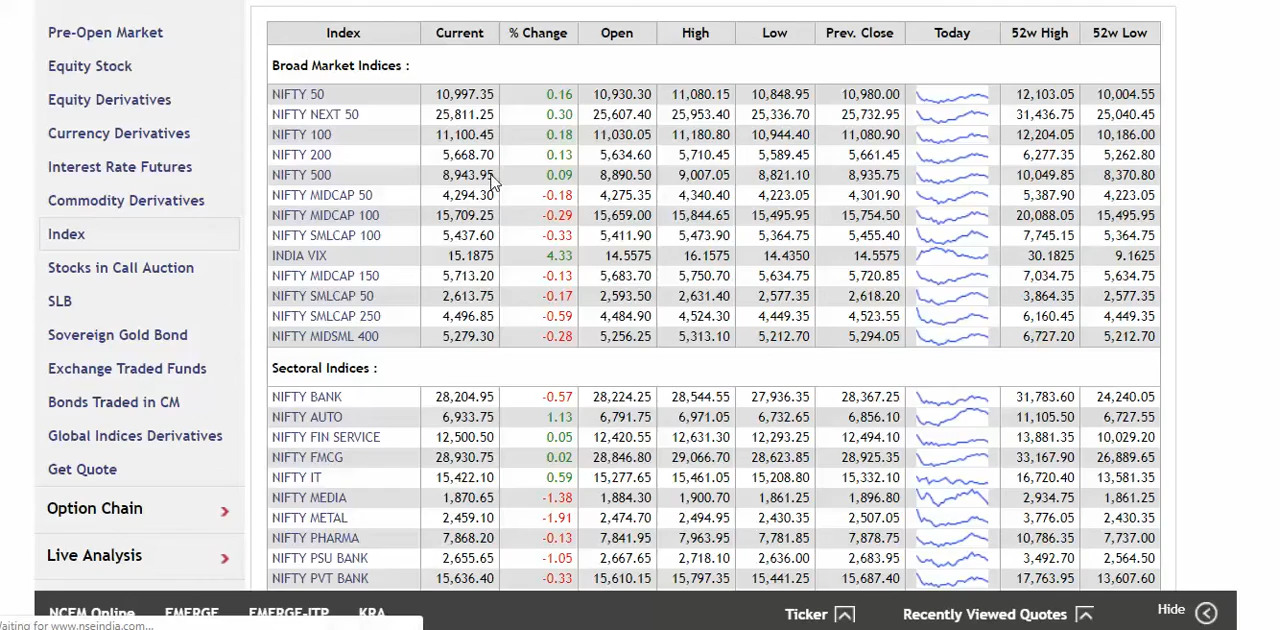 Pre-Open Market
Equity Stock
Equity Derivatives
Currency Derivatives
Interest Rate Futures
Commodity Derivatives
Index
Stocks in Call Auction
SLB
Sovereign Gold Bond
Exchange Traded Funds
Bonds Traded in CM
Global Indices Derivatives
Get Quote
Option Chain
Live Analysis
Index Current % Change Open High Low Prev. Close Today 52w High 52w Low
Broad Market Indices :
NIFTY 50 10,997.35 0.16 10,930.30 11,080.15 10,848.95 10,980.00 12,103.05 10,004.55
NIFTY NEXT 50 25,811.25 0.30 25,607.40 25,953.40 25,336.70 25,732.95 31,436.75 25,040.45
NIFTY 100 11,100.45 0.18 11,030.05 11,180.80 10,944.40 11,080.90 12,204.05 10,186.00
NIFTY 200 5,668.70 0.13 5,634.60 5,710.45 5,589.45 5,661.45 6,277.35 5,262.80
NIFTY 500 8,943.95 0.09 8,890.50 9,007.05 8,821.10 8,935.75 10,049.85 8,370.80
NIFTY MIDCAP 50 4,294.30 -0.18 4,275.35 4,340.40 4,223.05 4,301.90 5,387.90 4,223.05
NIFTY MIDCAP 100 15,709.25 -0.29 15,659.00 15,844.65 15,495.95 15,754.50 20,088.05 15,495.95
NIFTY SMLCAP 100 5,437.60 -0.33 5,411.90 5,473.90 5,364.75 5,455.40 7,745.15 5,364.75
INDIA VIX 15.1875 4.33 14.5575 16.1575 14.4350 14.5575 30.1825 9.1625
NIFTY MIDCAP 150 5,713.20 -0.13 5,683.70 5,750.70 5,634.75 5,720.85 7,034.75 5,634.75
NIFTY SMLCAP 50 2,613.75 -0.17 2,593.50 2,631.40 2,577.35 2,618.20 3,864.35 2,577.35
NIFTY SMLCAP 250 4,496.85 -0.59 4,484.90 4,524.30 4,449.35 4,523.55 6,160.45 4,449.35
NIFTY MIDSML 400 5,279.30 -0.28 5,256.25 5,313.10 5,212.70 5,294.05 6,727.20 5,212.70
Sectoral Indices :
NIFTY BANK 28,204.95 -0.57 28,224.25 28,544.55 27,936.35 28,367.25 31,783.60 24,240.05
NIFTY AUTO 6,933.75 1.13 6,791.75 6,971.05 6,732.65 6,856.10 11,105.50 6,727.55
NIFTY FIN SERVICE 12,500.50 0.05 12,420.55 12,631.30 12,293.25 12,494.10 13,881.35 10,029.20
NIFTY FMCG 28,930.75 0.02 28,846.80 29,066.70 28,623.85 28,925.35 33,167.90 26,889.65
NIFTY IT 15,422.10 0.59 15,277.65 15,461.05 15,208.80 15,332.10 16,720.40 13,581.35
NIFTY MEDIA 1,870.65 -1.38 1,884.30 1,900.70 1,861.25 1,896.80 2,934.75 1,861.25
NIFTY METAL 2,459.10 -1.91 2,474.70 2,494.95 2,430.35 2,507.05 3,776.05 2,430.35
NIFTY PHARMA 7,868.20 -0.13 7,841.95 7,963.95 7,781.85 7,878.75 10,786.35 7,737.00
NIFTY PSU BANK 2,655.65 -1.05 2,667.65 2,718.10 2,636.00 2,683.95 3,492.70 2,564.50
NIFTY PVT BANK 15,636.40 -0.33 15,610.15 15,797.35 15,441.25 15,687.40 17,763.95 13,607.60
NCFM Online EMERGE EMERGE-ITP KRA Ticker Recently Viewed Quotes Hide
Waiting for www.nseindia.com...